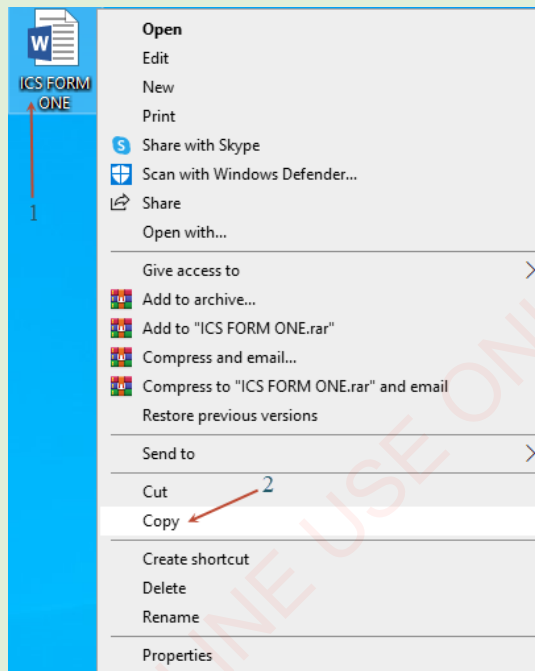 ICS FORM
ONE
1
Open
Edit
New
Print
Share with Skype
Scan with Windows Defender...
Share
Open with...
Give access to
Add to archive...
Add to "ICS FORM ONE.rar"
Compress and email...
Compress to "ICS FORM ONE.rar" and email
Restore previous versions
Send to
Cut
2
Copy
Create shortcut
Delete
Rename
Properties